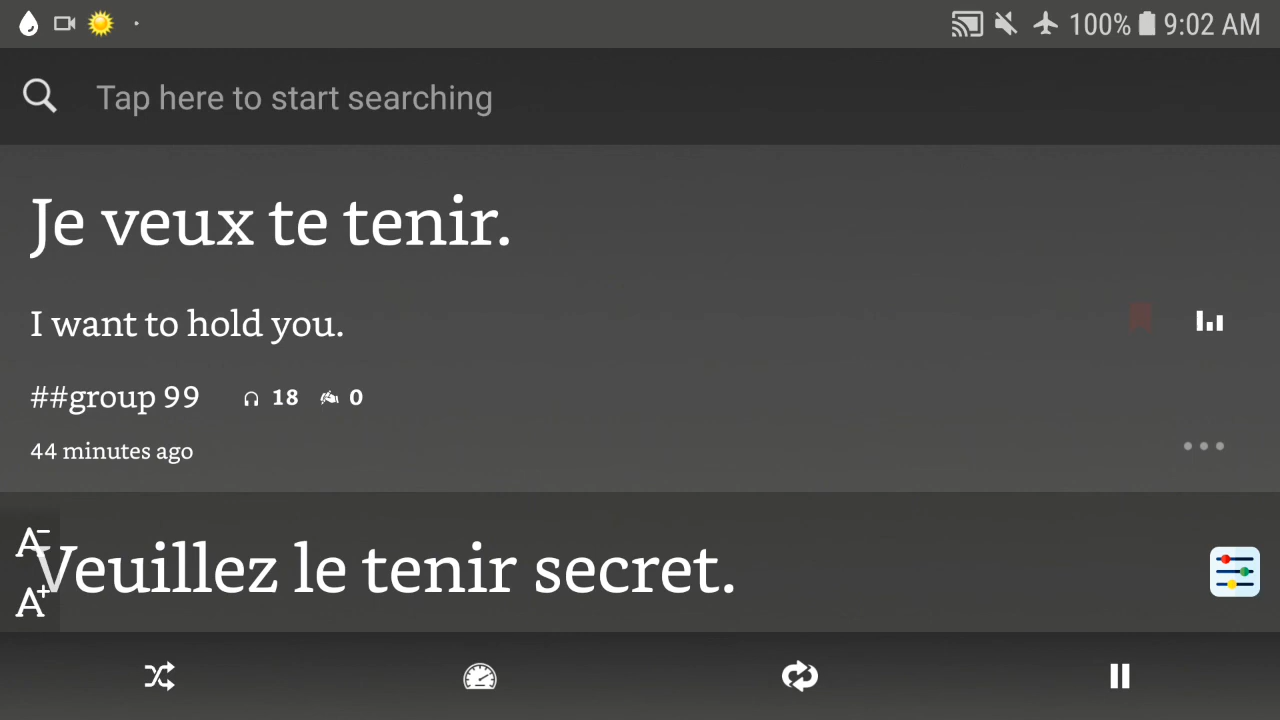 100% 9:02 AM
Tap here to start searching
Je veux te tenir.
I want to hold you.
##group 99 18 0
44 minutes ago
A-
Veuillez le tenir secret.
A+